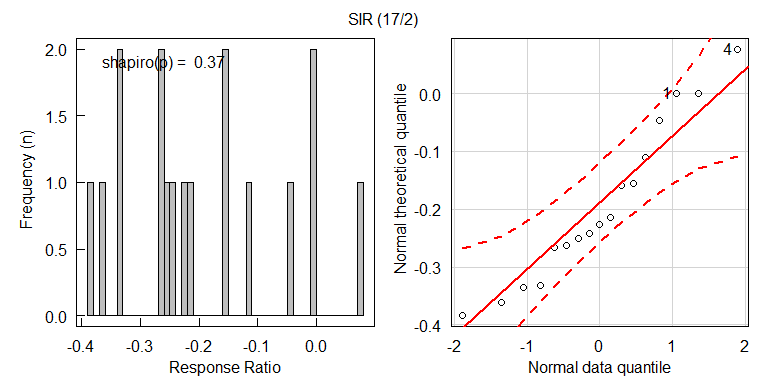 SIR (17/2)
shapiro(p) = 0.37
Frequency (n)
2.0
1.5
1.0
0.5
0.0
-0.4 -0.3 -0.2 -0.1 0.0
Response Ratio
Normal theoretical quantile
0.0
-0.1
-0.2
-0.3
-0.4
4
1
-2 -1 0 1 2
Normal data quantile